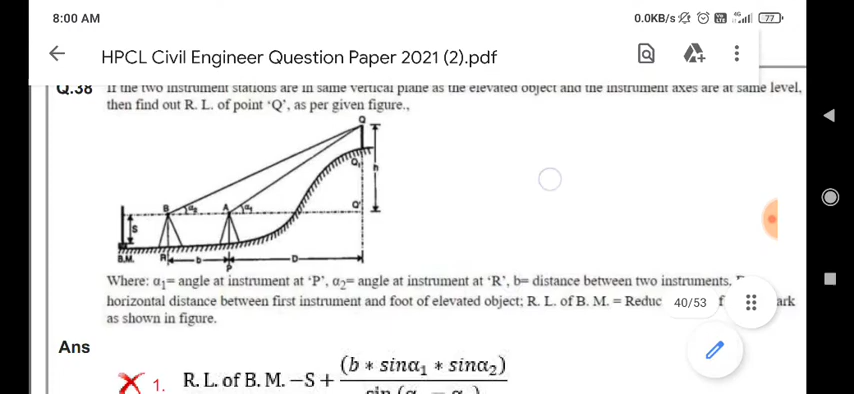 8:00 AM
0.0KB/s 4G 77
HPCL Civil Engineer Question Paper 2021 (2).pdf
Q.38 If the two instrument stations are in same vertical plane as the elevated object and the instrument axes are at same level,
then find out R. L. of point ‘Q’, as per given figure.,
Q
Q₁
h
B α₂ A α₁ Q'
S
B.M. R b P D
Where: α₁= angle at instrument at ‘P’, α₂= angle at instrument at ‘R’, b= distance between two instruments,
horizontal distance between first instrument and foot of elevated object; R. L. of B. M. = Reduc 40/53 f ark
as shown in figure.
Ans
1. R. L. of B. M. −S + (b * sinα₁ * sinα₂)